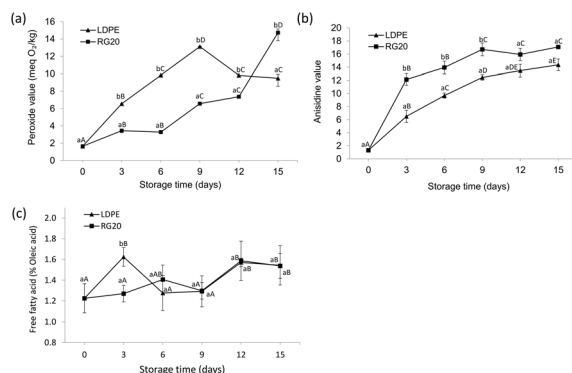 (a)
LDPE
RG20
Peroxide value (meq O₂/kg)
16
14
12
10
8
6
4
2
0
aA
bB
bC
bD
bC
aC
aB
aB
aC
aC
bD
0 3 6 9 12 15
Storage time (days)
(b)
LDPE
RG20
Anisidine value
20
18
16
14
12
10
8
6
4
2
0
aA
bB
bB
bC
aC
aC
aB
aC
aD
aDE
aE
0 3 6 9 12 15
Storage time (days)
(c)
LDPE
RG20
Free fatty acid (% Oleic acid)
2.0
1.8
1.6
1.4
1.2
1.0
0.8
aA
bB
aA
aAB
aA
aA
aA
aB
aB
aB
aB
0 3 6 9 12 15
Storage time (days)